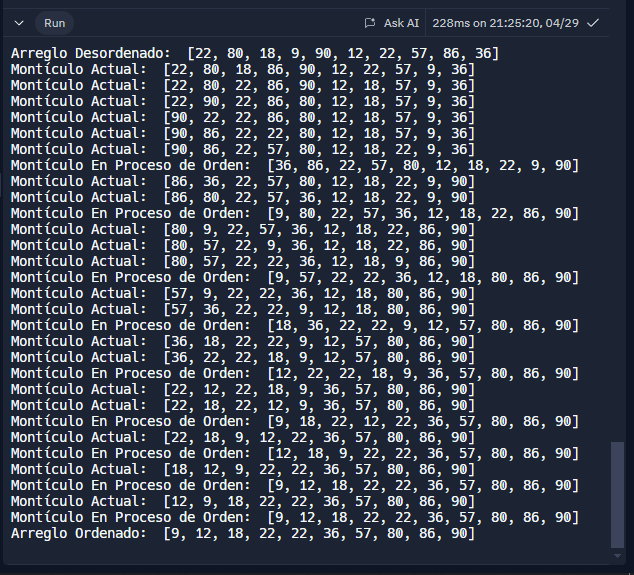 Run Ask AI 228ms on 21:25:20, 04/29
Arreglo Desordenado: [22, 80, 18, 9, 90, 12, 22, 57, 86, 36]
Montículo Actual: [22, 80, 18, 86, 90, 12, 22, 57, 9, 36]
Montículo Actual: [22, 80, 22, 86, 90, 12, 18, 57, 9, 36]
Montículo Actual: [22, 90, 22, 86, 80, 12, 18, 57, 9, 36]
Montículo Actual: [90, 22, 22, 86, 80, 12, 18, 57, 9, 36]
Montículo Actual: [90, 86, 22, 22, 80, 12, 18, 57, 9, 36]
Montículo Actual: [90, 86, 22, 57, 80, 12, 18, 22, 9, 36]
Montículo En Proceso de Orden: [36, 86, 22, 57, 80, 12, 18, 22, 9, 90]
Montículo Actual: [86, 36, 22, 57, 80, 12, 18, 22, 9, 90]
Montículo Actual: [86, 80, 22, 57, 36, 12, 18, 22, 9, 90]
Montículo En Proceso de Orden: [9, 80, 22, 57, 36, 12, 18, 22, 86, 90]
Montículo Actual: [80, 9, 22, 57, 36, 12, 18, 22, 86, 90]
Montículo Actual: [80, 57, 22, 9, 36, 12, 18, 22, 86, 90]
Montículo Actual: [80, 57, 22, 22, 36, 12, 18, 9, 86, 90]
Montículo En Proceso de Orden: [9, 57, 22, 22, 36, 12, 18, 80, 86, 90]
Montículo Actual: [57, 9, 22, 22, 36, 12, 18, 80, 86, 90]
Montículo Actual: [57, 36, 22, 22, 9, 12, 18, 80, 86, 90]
Montículo En Proceso de Orden: [18, 36, 22, 22, 9, 12, 57, 80, 86, 90]
Montículo Actual: [36, 18, 22, 22, 9, 12, 57, 80, 86, 90]
Montículo Actual: [36, 22, 22, 18, 9, 12, 57, 80, 86, 90]
Montículo En Proceso de Orden: [12, 22, 22, 18, 9, 36, 57, 80, 86, 90]
Montículo Actual: [22, 12, 22, 18, 9, 36, 57, 80, 86, 90]
Montículo Actual: [22, 18, 22, 12, 9, 36, 57, 80, 86, 90]
Montículo En Proceso de Orden: [9, 18, 22, 12, 22, 36, 57, 80, 86, 90]
Montículo Actual: [22, 18, 9, 12, 22, 36, 57, 80, 86, 90]
Montículo En Proceso de Orden: [12, 18, 9, 22, 22, 36, 57, 80, 86, 90]
Montículo Actual: [18, 12, 9, 22, 22, 36, 57, 80, 86, 90]
Montículo En Proceso de Orden: [9, 12, 18, 22, 22, 36, 57, 80, 86, 90]
Montículo Actual: [12, 9, 18, 22, 22, 36, 57, 80, 86, 90]
Montículo En Proceso de Orden: [9, 12, 18, 22, 22, 36, 57, 80, 86, 90]
Arreglo Ordenado: [9, 12, 18, 22, 22, 36, 57, 80, 86, 90]